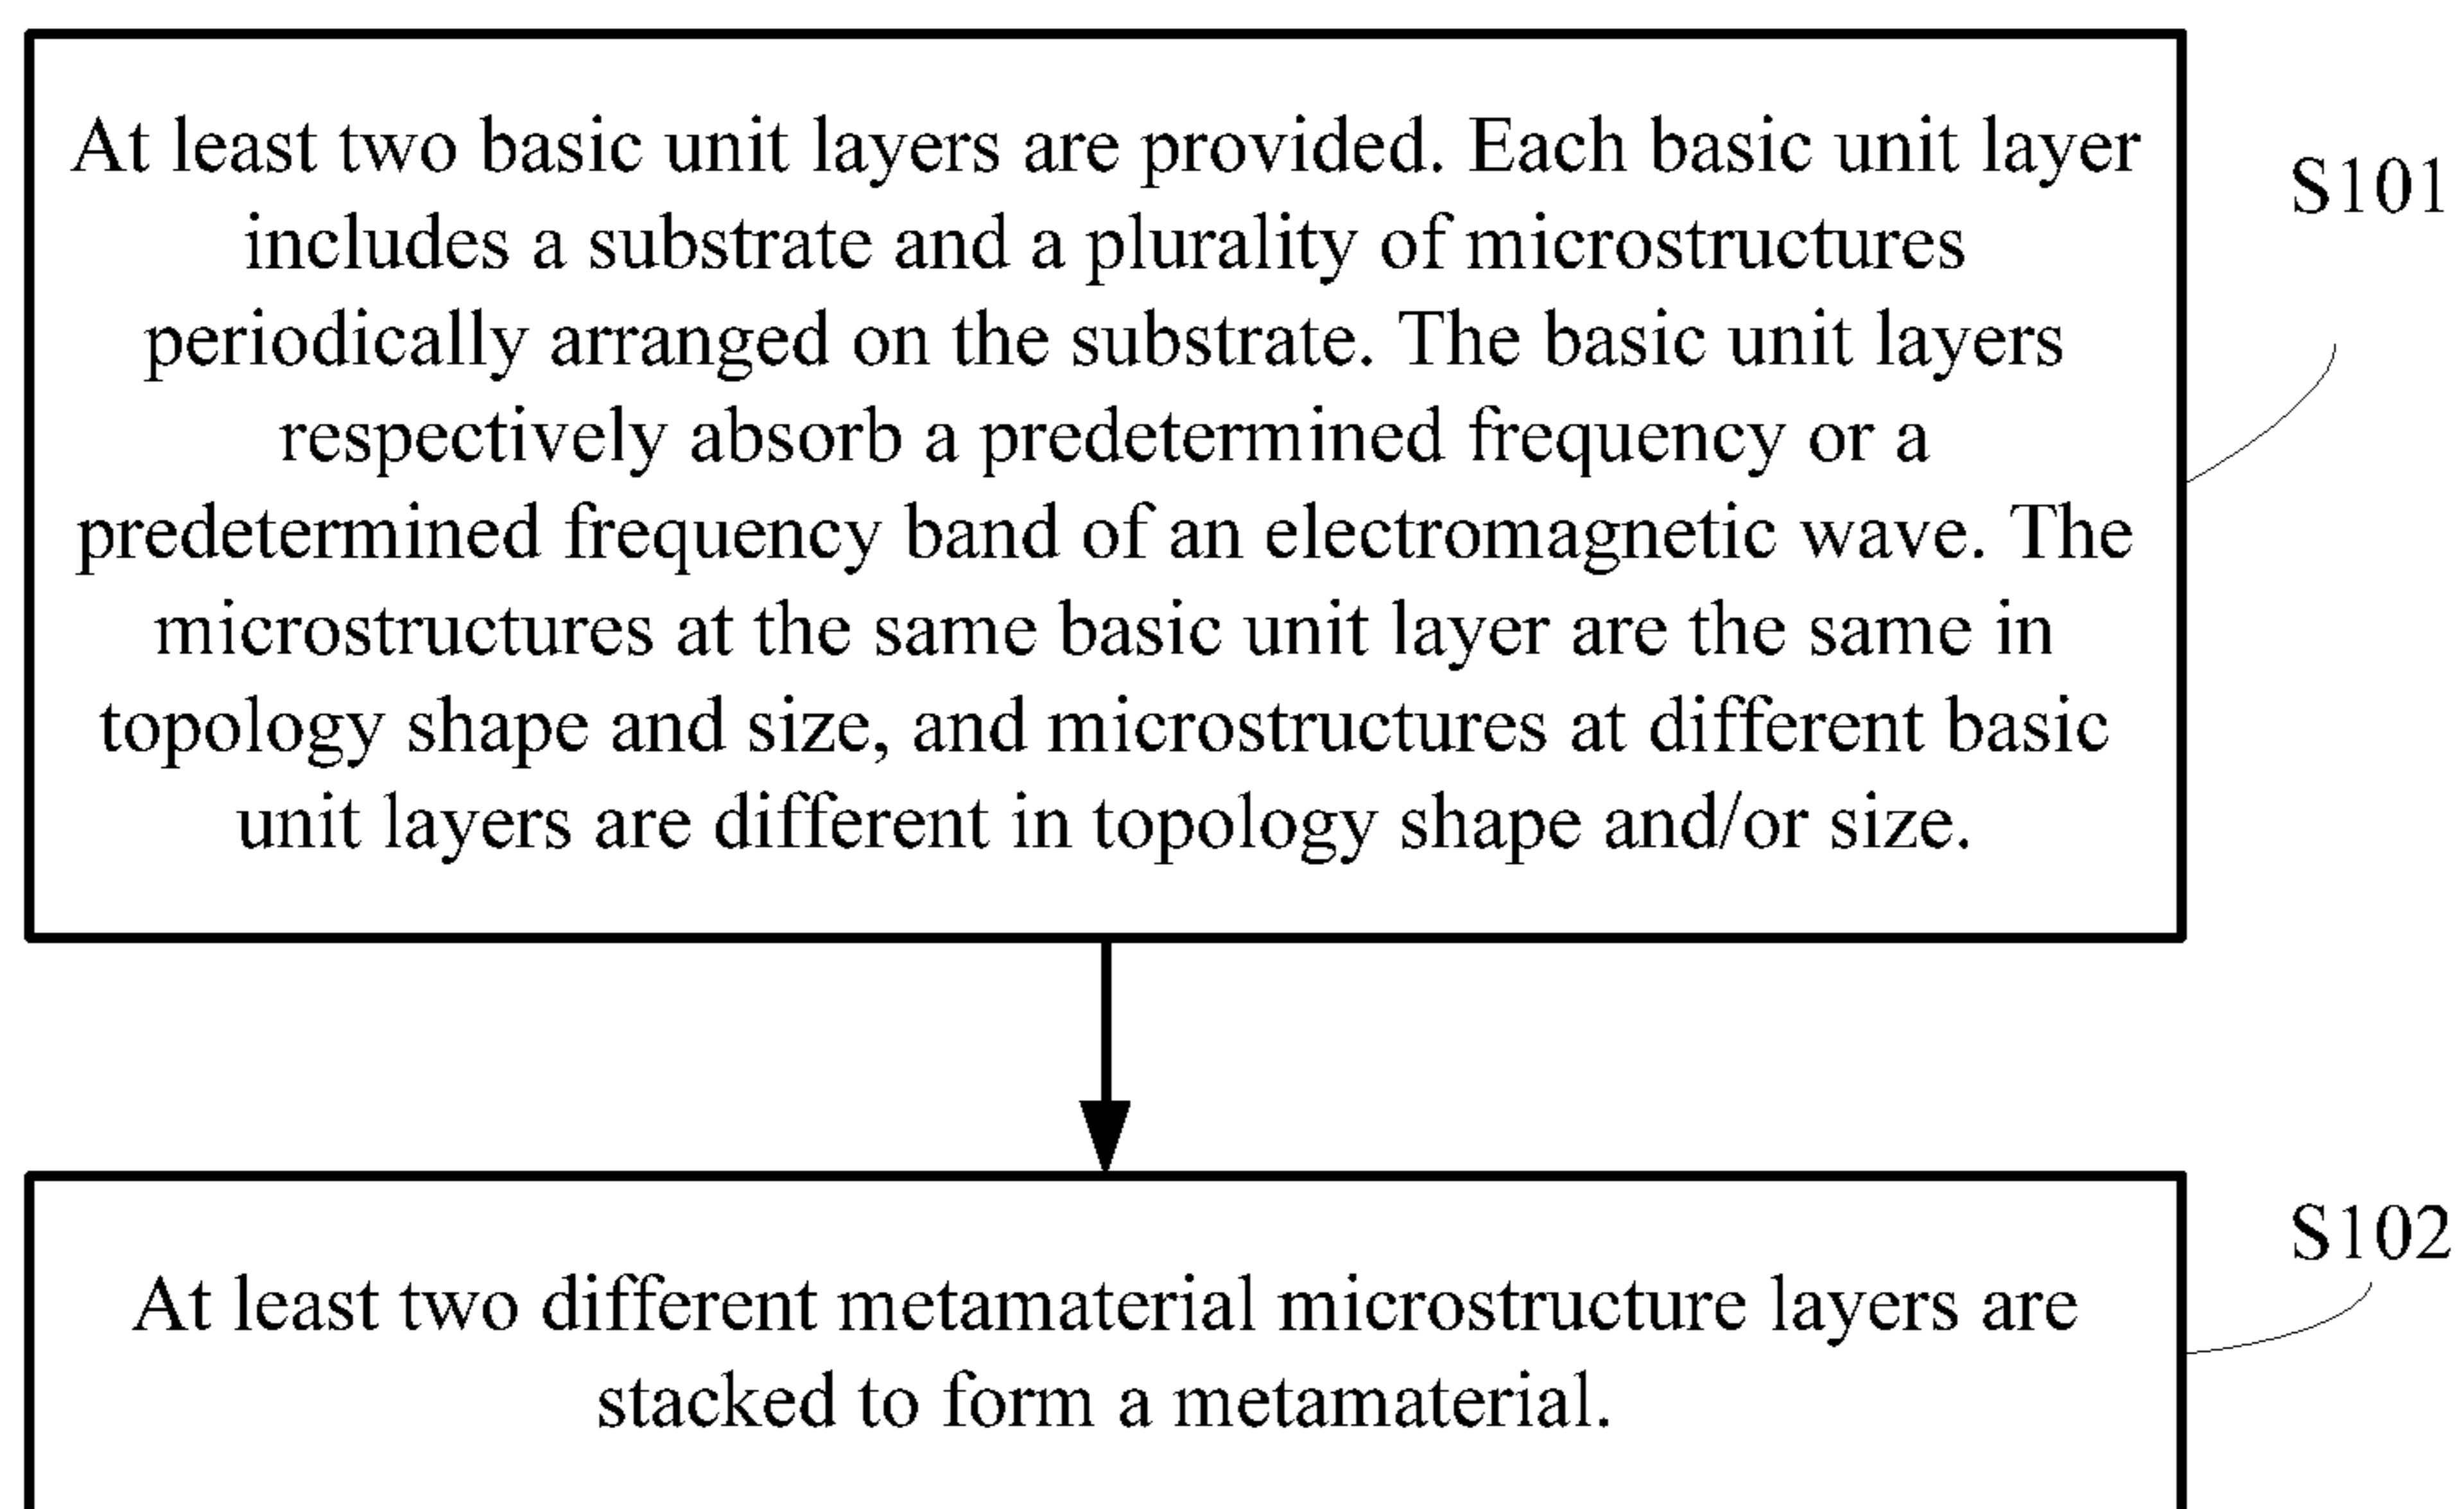 At least two basic unit layers are provided. Each basic unit layer
includes a substrate and a plurality of microstructures
periodically arranged on the substrate. The basic unit layers
respectively absorb a predetermined frequency or a
predetermined frequency band of an electromagnetic wave. The
microstructures at the same basic unit layer are the same in
topology shape and size, and microstructures at different basic
unit layers are different in topology shape and/or size.
S101
At least two different metamaterial microstructure layers are
stacked to form a metamaterial.
S102